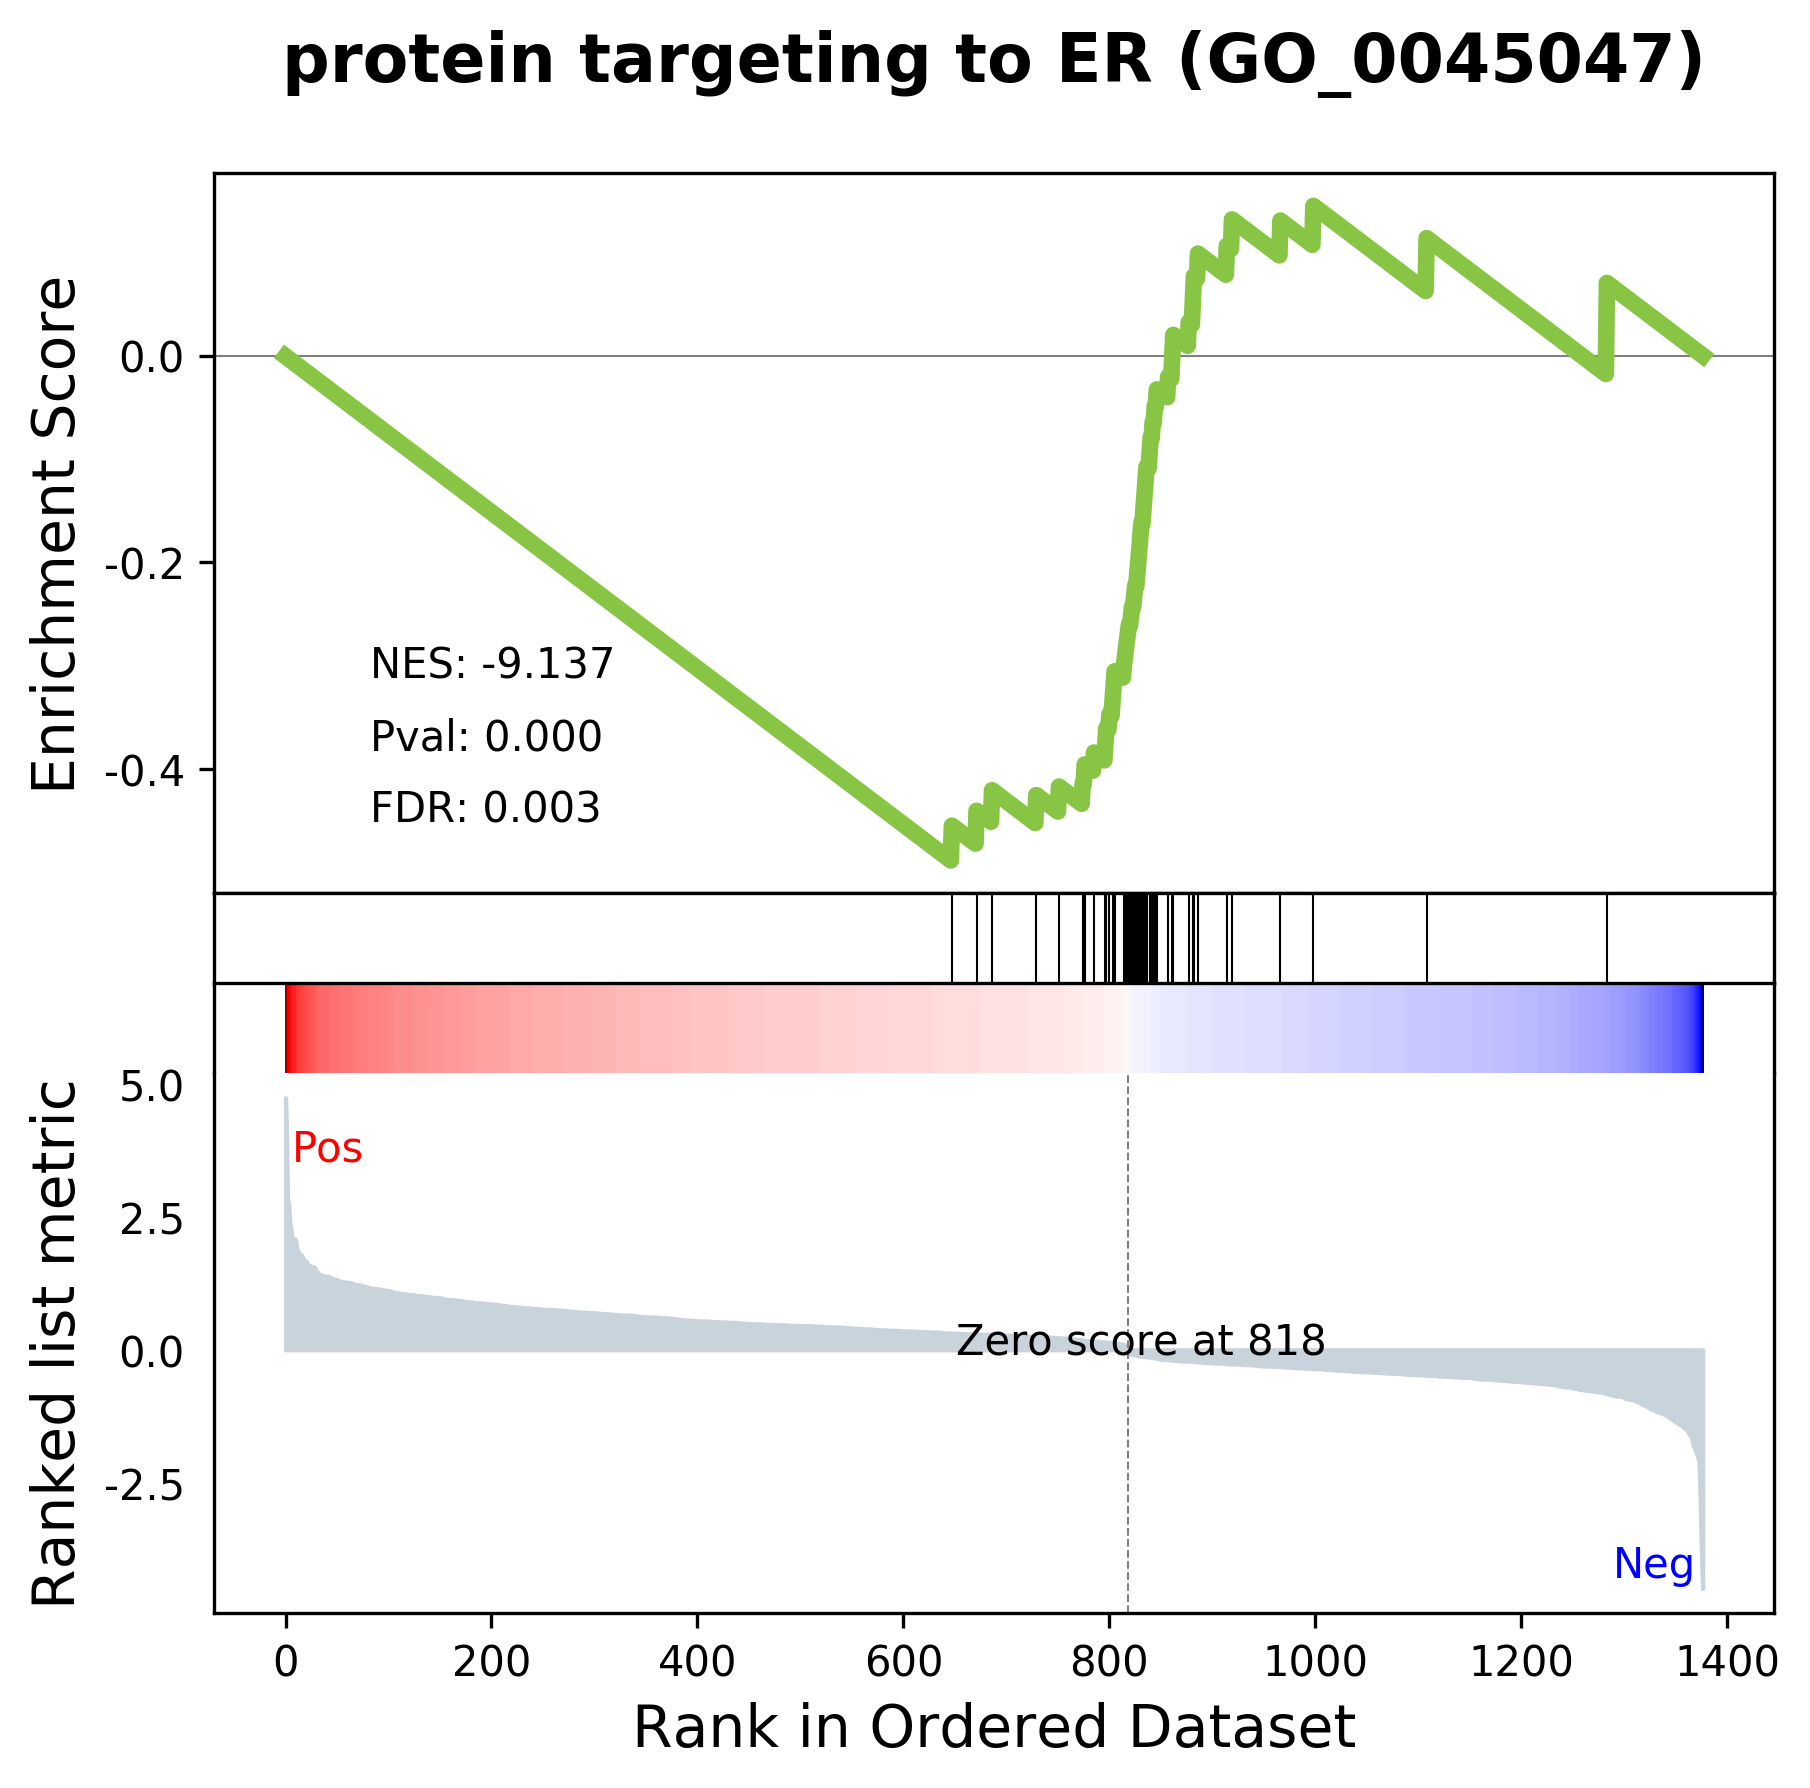 protein targeting to ER (GO_0045047)
Enrichment Score
0.0
-0.2
-0.4
NES: -9.137
Pval: 0.000
FDR: 0.003
Ranked list metric
5.0
2.5
0.0
-2.5
Pos
Zero score at 818
Neg
0 200 400 600 800 1000 1200 1400
Rank in Ordered Dataset